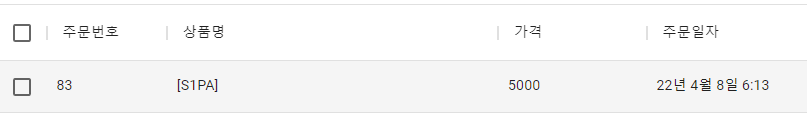 주문번호 상품명 가격 주문일자
83 [S1PA] 5000 22년 4월 8일 6:13